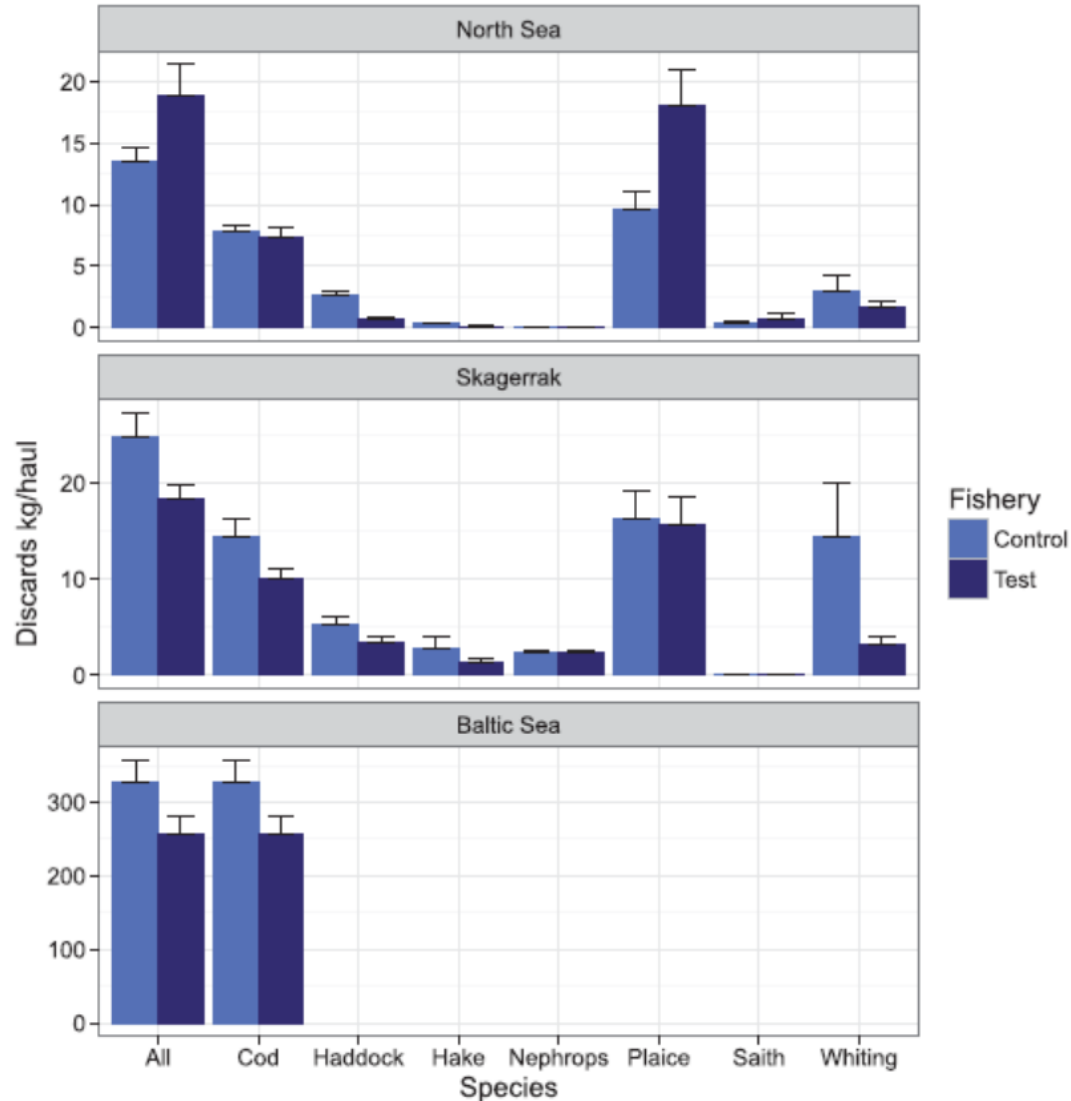 North Sea
20
15
10
5
0
Skagerrak
20
10
0
Baltic Sea
300
200
100
0
All Cod Haddock Hake Nephrops Plaice Saith Whiting
Species
Discards kg/haul
Fishery
Control
Test